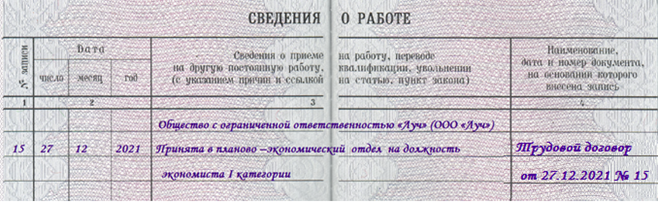 СВЕДЕНИЯ О РАБОТЕ
№ записи
Дата
число месяц год
Сведения о приеме
на другую постоянную работу,
(с указанием причин и ссылкой
на работу, переводе
квалификации, увольнении
на статью, пункт закона)
Наименование,
дата и номер документа,
на основании которого
внесена запись
1 2 3 4
Общество с ограниченной ответственностью «Луч» (ООО «Луч»)
15 27 12 2021 Принята в планово –экономический отдел на должность
экономиста I категории
Трудовой договор
от 27.12.2021 № 15